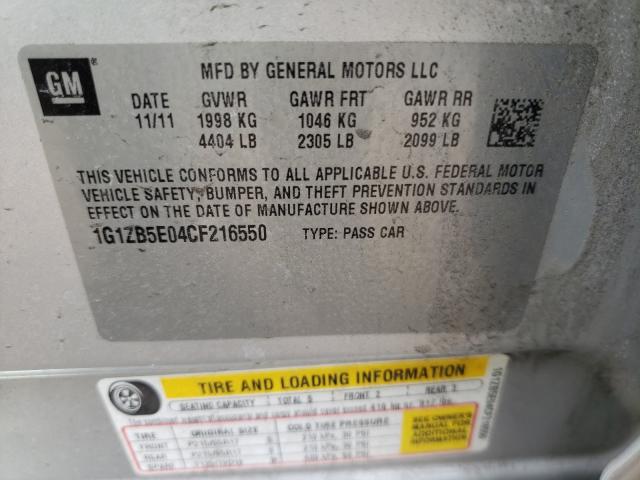 GM
MFD BY GENERAL MOTORS LLC
DATE GVWR GAWR FRT GAWR RR
11/11 1998 KG 1046 KG 952 KG
4404 LB 2305 LB 2099 LB
THIS VEHICLE CONFORMS TO ALL APPLICABLE U.S. FEDERAL MOTOR
VEHICLE SAFETY, BUMPER, AND THEFT PREVENTION STANDARDS IN
EFFECT ON THE DATE OF MANUFACTURE SHOWN ABOVE.
1G1ZB5E04CF216550 TYPE: PASS CAR
TIRE AND LOADING INFORMATION
SEATING CAPACITY TOTAL 5 FRONT 2 REAR 3
TIRE ORIGINAL SIZE COLD TIRE PRESSURE
FRONT
REAR
SEE OWNER'S
MANUAL FOR
ADDITIONAL
INFORMATION